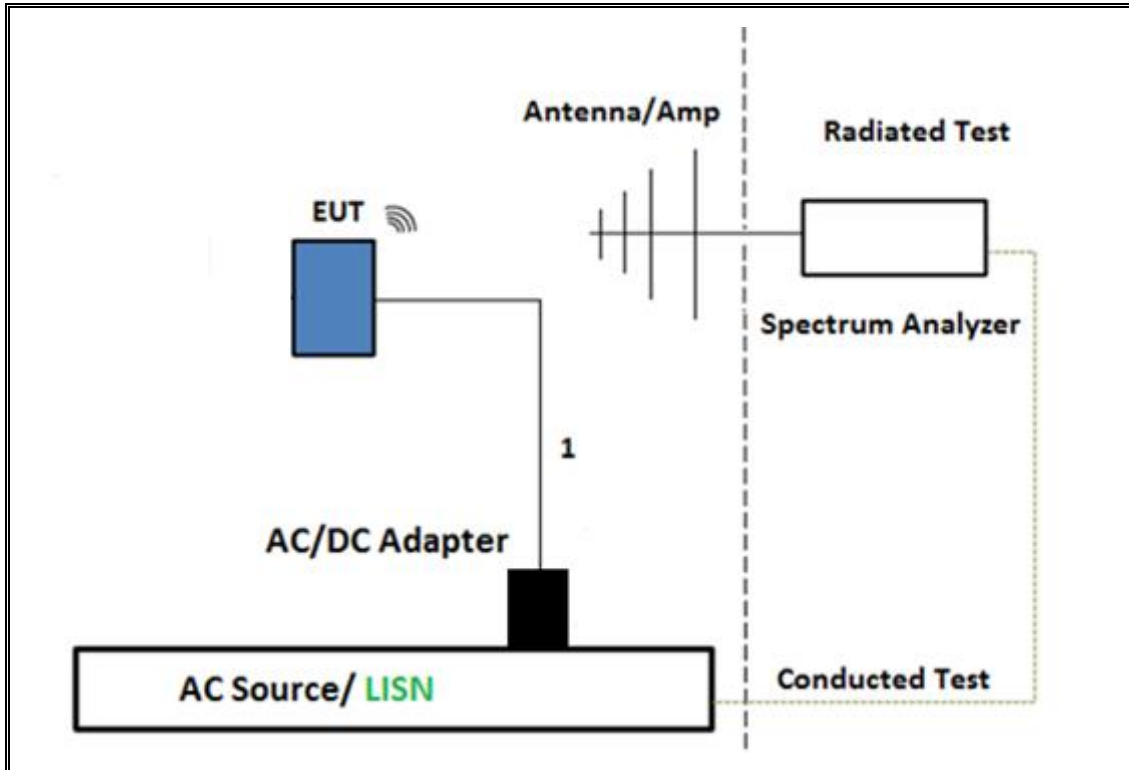 Antenna/Amp
Radiated Test
EUT
Spectrum Analyzer
1
AC/DC Adapter
AC Source/ LISN
Conducted Test